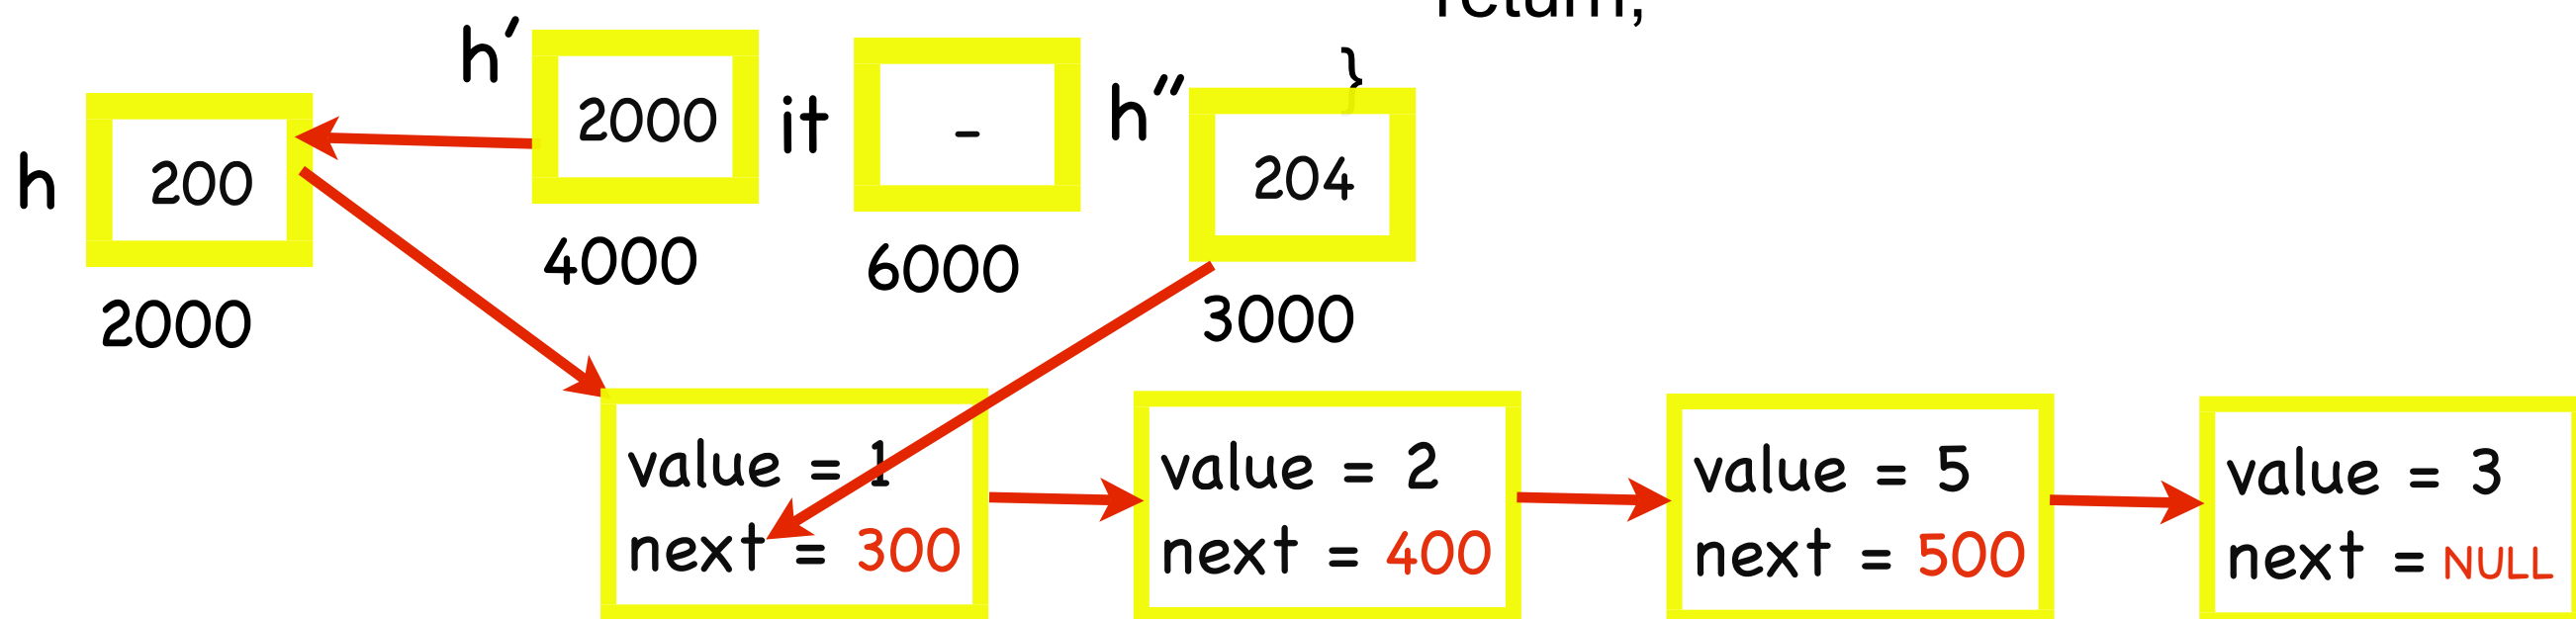 return;
}
h 200 2000
h′ 2000 4000
it - 6000
h″ 204 3000
value = 1
next = 300
value = 2
next = 400
value = 5
next = 500
value = 3
next = NULL